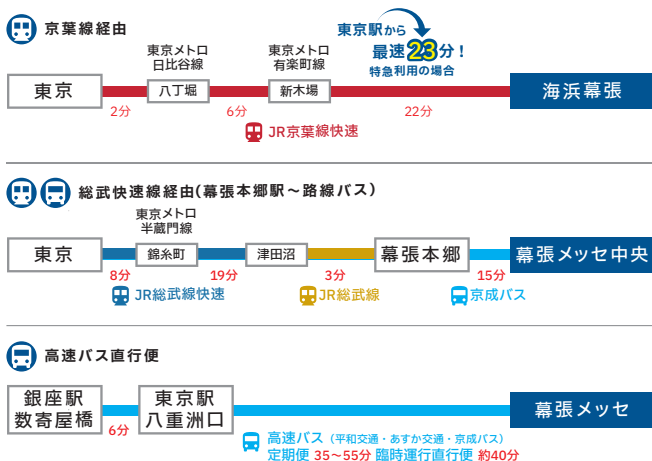 京葉線経由
東京駅から
最速23分！
特急利用の場合
東京メトロ
日比谷線
東京メトロ
有楽町線
東京
八丁堀
新木場
海浜幕張
2分
6分
22分
JR京葉線快速
総武快速線経由(幕張本郷駅〜路線バス)
東京メトロ
半蔵門線
東京
錦糸町
津田沼
幕張本郷
幕張メッセ中央
8分
19分
3分
15分
JR総武線快速
JR総武線
京成バス
高速バス直行便
銀座駅
数寄屋橋
東京駅
八重洲口
幕張メッセ
6分
高速バス（平和交通・あすか交通・京成バス）
定期便 35〜55分 臨時運行直行便 約40分